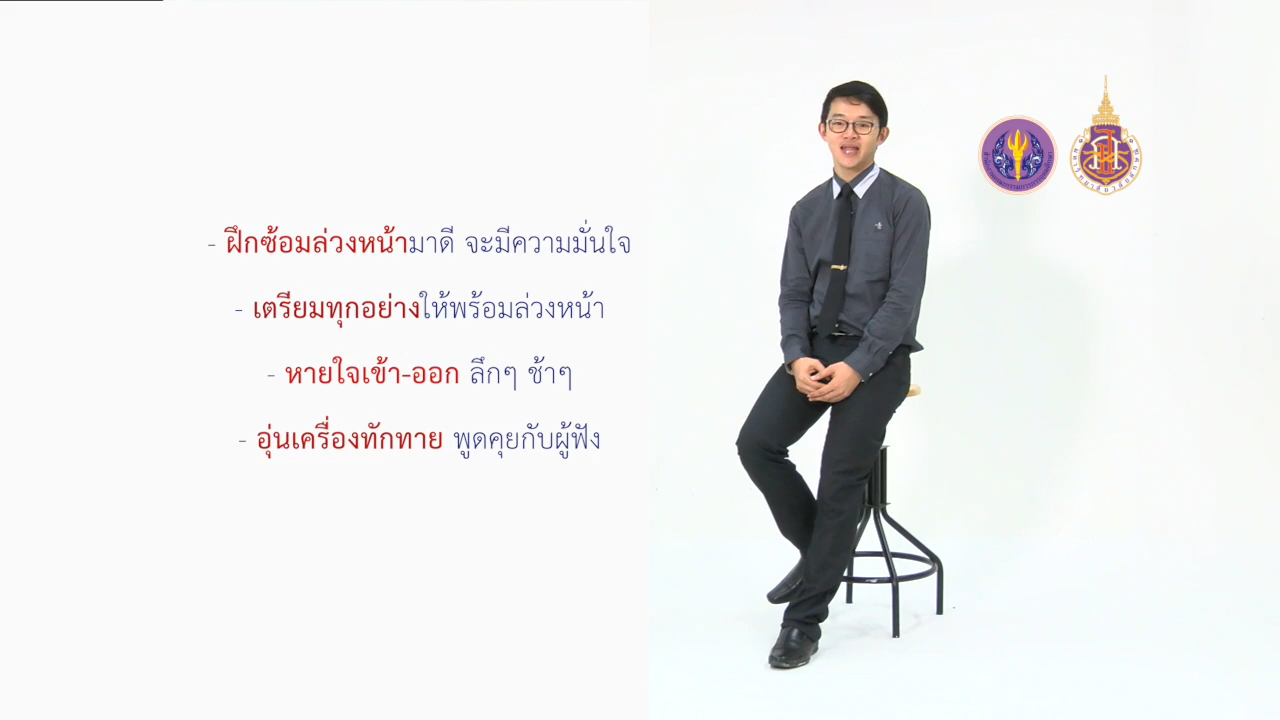 - ฝึกซ้อมล่วงหน้ามาดี จะมีความมั่นใจ
- เตรียมทุกอย่างให้พร้อมล่วงหน้า
- หายใจเข้า-ออก ลึกๆ ช้าๆ
- อุ่นเครื่องทักทาย พูดคุยกับผู้ฟัง